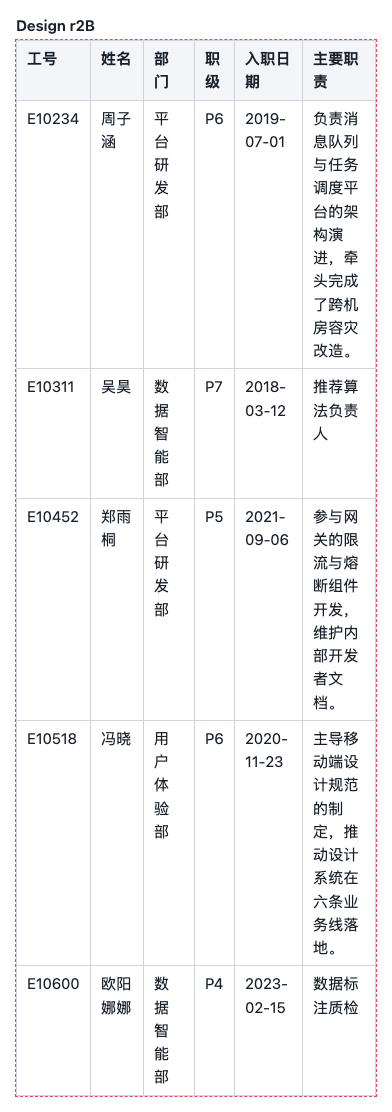 Design r2B
工号 姓名 部门 职级 入职日期 主要职责
E10234 周子涵 平台研发部 P6 2019-07-01 负责消息队列与任务调度平台的架构演进，牵头完成了跨机房容灾改造。
E10311 吴昊 数据智能部 P7 2018-03-12 推荐算法负责人
E10452 郑雨桐 平台研发部 P5 2021-09-06 参与网关的限流与熔断组件开发，维护内部开发者文档。
E10518 冯晓 用户体验部 P6 2020-11-23 主导移动端设计规范的制定，推动设计系统在六条业务线落地。
E10600 欧阳娜娜 数据智能部 P4 2023-02-15 数据标注质检